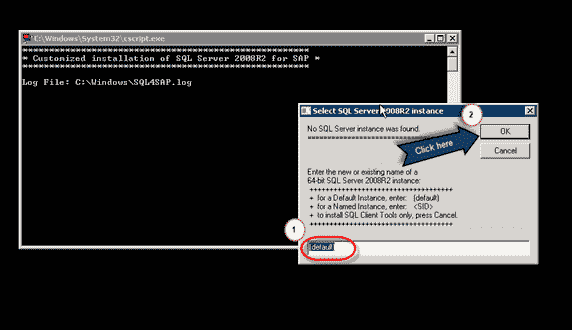 C:\Windows\System32\cscript.exe
****************************************************
* Customized installation of SQL Server 2008R2 for SAP *
****************************************************
Log File: C:\Windows\SQL4SAP.log
Select SQL Server 2008R2 instance
2
No SQL Server instance was found.
==================================
OK
Click here
Cancel
Enter the new or existing name of a
64-bit SQL Server 2008R2 instance:
++++++++++++++++++++++++++++++++++
+ for a Default Instance, enter: (default)
+ for a Named Instance, enter: <SID>
+ to install SQL Client Tools only, press Cancel.
++++++++++++++++++++++++++++++++++
1
(default)